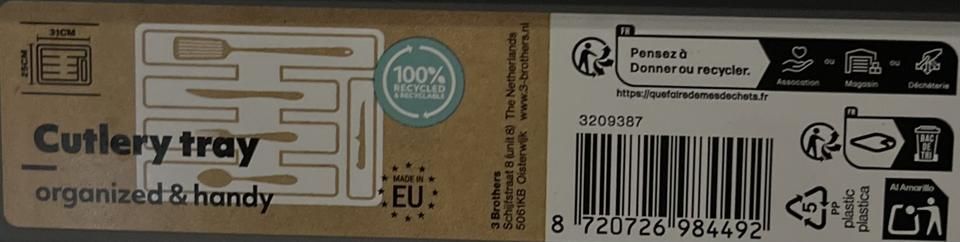 31CM
25CM
Cutlery tray
organized & handy
100%
RECYCLED
& RECYCLABLE
MADE IN
EU
3 Brothers
Schijfstraat 8 (unit 6) The Netherlands
5061KB Oisterwijk www.3-brothers.nl
FR
Pensez à
Donner ou recycler.
Association
ou
Magasin
ou
Déchèterie
https://quefairedemesdechets.fr
3209387
8 720726 984492
FR
BAC
DE
TRI
5
PP
plastic
plastica
Al Amarillo